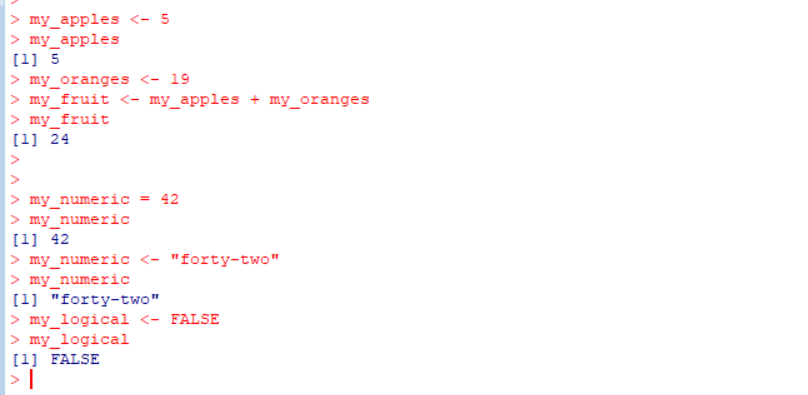 > my_apples <- 5
> my_apples
[1] 5
> my_oranges <- 19
> my_fruit <- my_apples + my_oranges
> my_fruit
[1] 24
>
>
> my_numeric = 42
> my_numeric
[1] 42
> my_numeric <- "forty-two"
> my_numeric
[1] "forty-two"
> my_logical <- FALSE
> my_logical
[1] FALSE
>